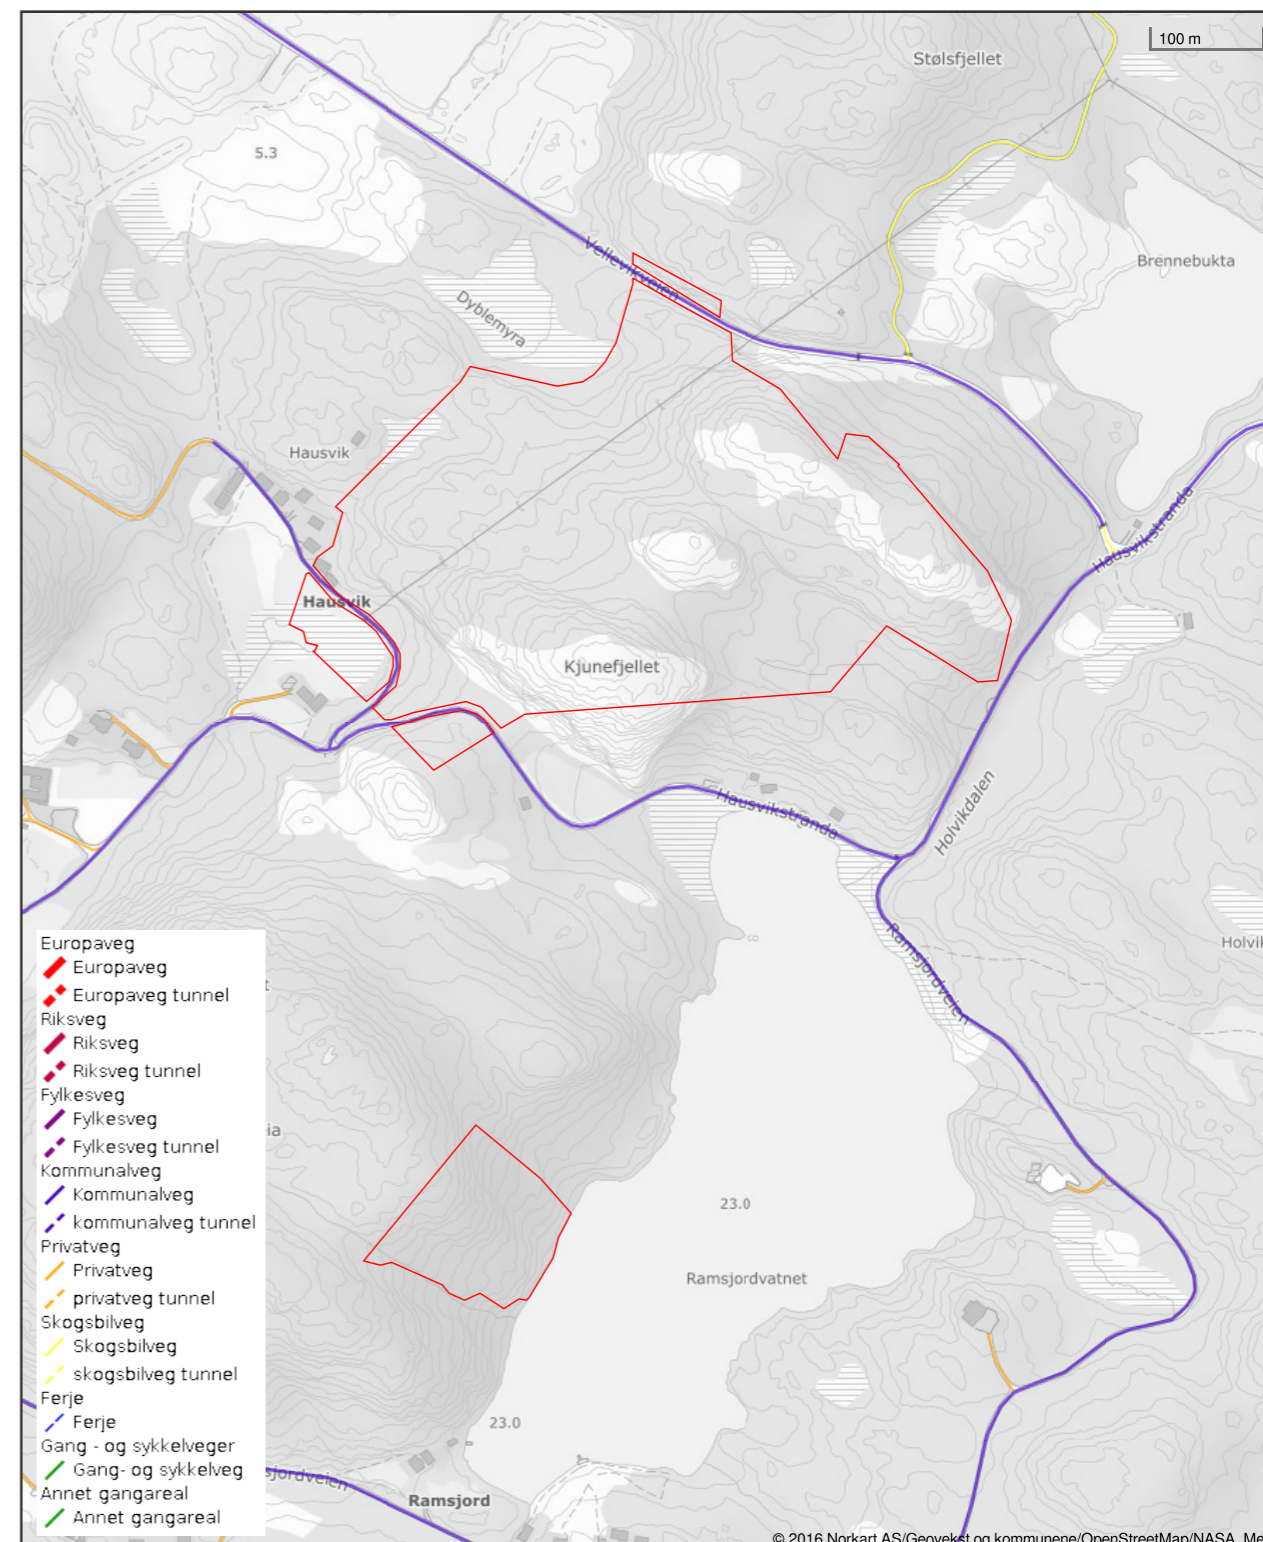 100 m
Stølsfjellet
5.3
Vellevikveien
Brennebukta
Dyblemyra
Hausvik
Hausvikstranda
Hausvik
Kjunefjellet
Hausvikstranda
Holvikdalen
Ramsjordveien
Holvik
23.0
Ramsjordvatnet
23.0
Ramsjord
sjordveien
t
ia
Europaveg
Europaveg
Europaveg tunnel
Riksveg
Riksveg
Riksveg tunnel
Fylkesveg
Fylkesveg
Fylkesveg tunnel
Kommunalveg
Kommunalveg
kommunalveg tunnel
Privatveg
Privatveg
privatveg tunnel
Skogsbilveg
Skogsbilveg
skogsbilveg tunnel
Ferje
Ferje
Gang - og sykkelveger
Gang- og sykkelveg
Annet gangareal
Annet gangareal
© 2016 Norkart AS/Geovekst og kommunene/OpenStreetMap/NASA, Me